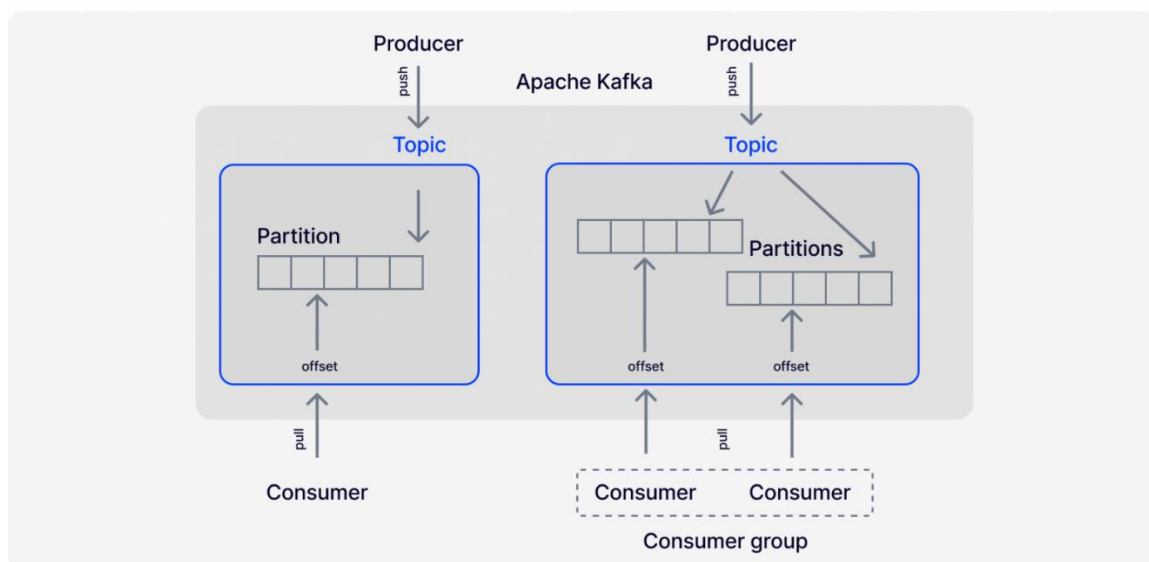 Producer
Producer
push
Apache Kafka
push
Topic
Topic
Partition
Partitions
offset
offset
offset
pull
pull
Consumer
Consumer
Consumer
Consumer group